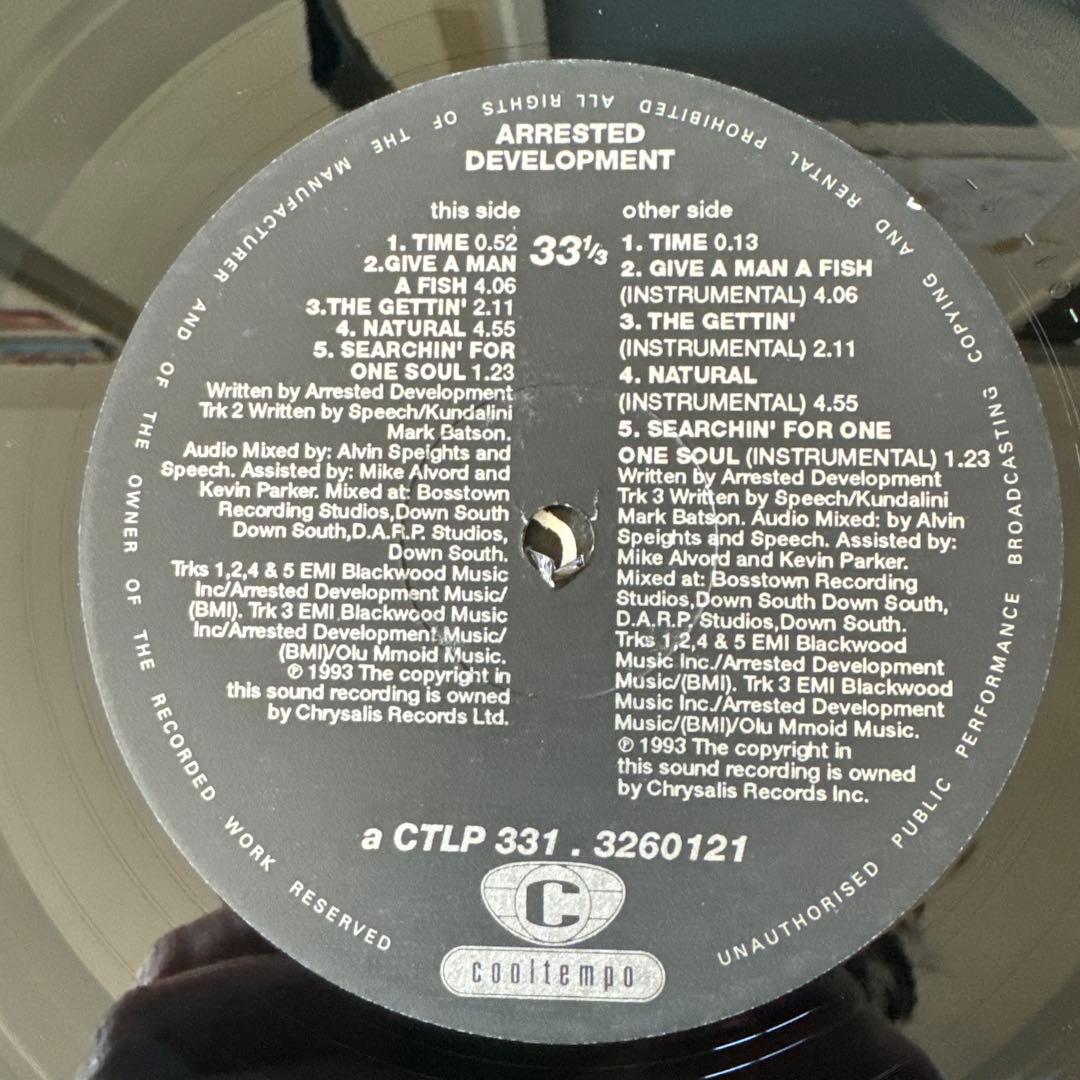 ARRESTED
DEVELOPMENT
this side
1. TIME 0.52
2.GIVE A MAN
A FISH 4.06
3.THE GETTIN' 2.11
4. NATURAL 4.55
5. SEARCHIN' FOR
ONE SOUL 1.23
Written by Arrested Development
Trk 2 Written by Speech/Kundalini
Mark Batson.
Audio Mixed by: Alvin Speights and
Speech. Assisted by: Mike Alvord and
Kevin Parker. Mixed at: Bosstown
Recording Studios,Down South
Down South,D.A.R.P. Studios,
Down South.
Trks 1,2,4 & 5 EMI Blackwood Music
Inc/Arrested Development Music/
(BMI). Trk 3 EMI Blackwood Music
Inc/Arrested Development Music/
(BMI)/Olu Mmoid Music.
℗ 1993 The copyright in
this sound recording is owned
by Chrysalis Records Ltd.
33⅓
other side
1. TIME 0.13
2. GIVE A MAN A FISH
(INSTRUMENTAL) 4.06
3. THE GETTIN'
(INSTRUMENTAL) 2.11
4. NATURAL
(INSTRUMENTAL) 4.55
5. SEARCHIN' FOR ONE
ONE SOUL (INSTRUMENTAL) 1.23
Written by Arrested Development
Trk 3 Written by Speech/Kundalini
Mark Batson. Audio Mixed: by Alvin
Speights and Speech. Assisted by:
Mike Alvord and Kevin Parker.
Mixed at: Bosstown Recording
Studios,Down South Down South,
D.A.R.P. Studios,Down South.
Trks 1,2,4 & 5 EMI Blackwood
Music Inc./Arrested Development
Music/(BMI). Trk 3 EMI Blackwood
Music Inc./Arrested Development
Music/(BMI)/Olu Mmoid Music.
℗ 1993 The copyright in
this sound recording is owned
by Chrysalis Records Inc.
a CTLP 331 . 3260121
C
cooltempo
UNAUTHORISED PUBLIC PERFORMANCE BROADCASTING COPYING AND RENTAL PROHIBITED ALL RIGHTS OF THE MANUFACTURER AND OF THE OWNER OF THE RECORDED WORK RESERVED